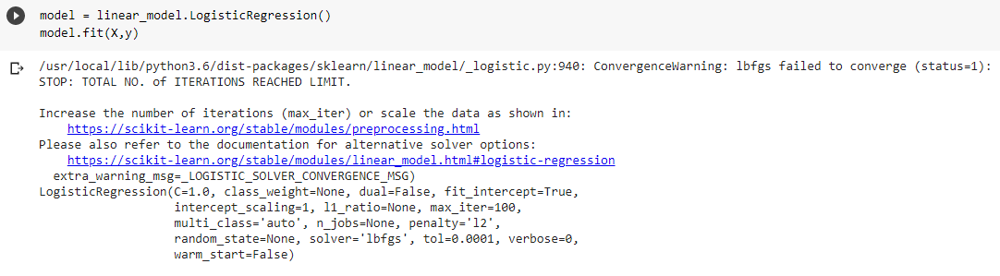 model = linear_model.LogisticRegression()
model.fit(X,y)
/usr/local/lib/python3.6/dist-packages/sklearn/linear_model/_logistic.py:940: ConvergenceWarning: lbfgs failed to converge (status=1):
STOP: TOTAL NO. of ITERATIONS REACHED LIMIT.
Increase the number of iterations (max_iter) or scale the data as shown in:
https://scikit-learn.org/stable/modules/preprocessing.html
Please also refer to the documentation for alternative solver options:
https://scikit-learn.org/stable/modules/linear_model.html#logistic-regression
extra_warning_msg=_LOGISTIC_SOLVER_CONVERGENCE_MSG)
LogisticRegression(C=1.0, class_weight=None, dual=False, fit_intercept=True,
intercept_scaling=1, l1_ratio=None, max_iter=100,
multi_class='auto', n_jobs=None, penalty='l2',
random_state=None, solver='lbfgs', tol=0.0001, verbose=0,
warm_start=False)